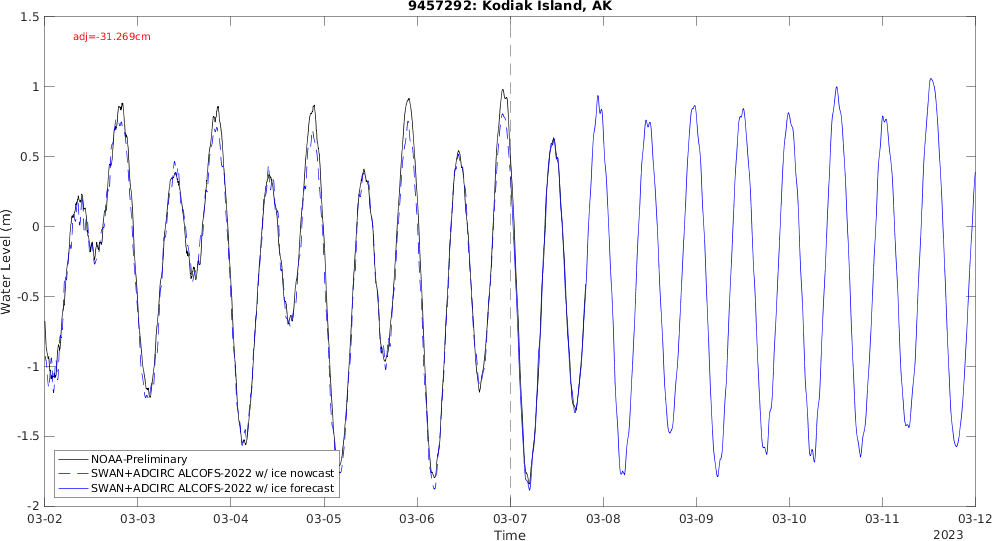 9457292: Kodiak Island, AK
adj=-31.269cm
1.5
1
0.5
0
-0.5
-1
-1.5
-2
Water Level (m)
NOAA-Preliminary
SWAN+ADCIRC ALCOFS-2022 w/ ice nowcast
SWAN+ADCIRC ALCOFS-2022 w/ ice forecast
03-02 03-03 03-04 03-05 03-06 03-07 03-08 03-09 03-10 03-11 03-12
Time
2023